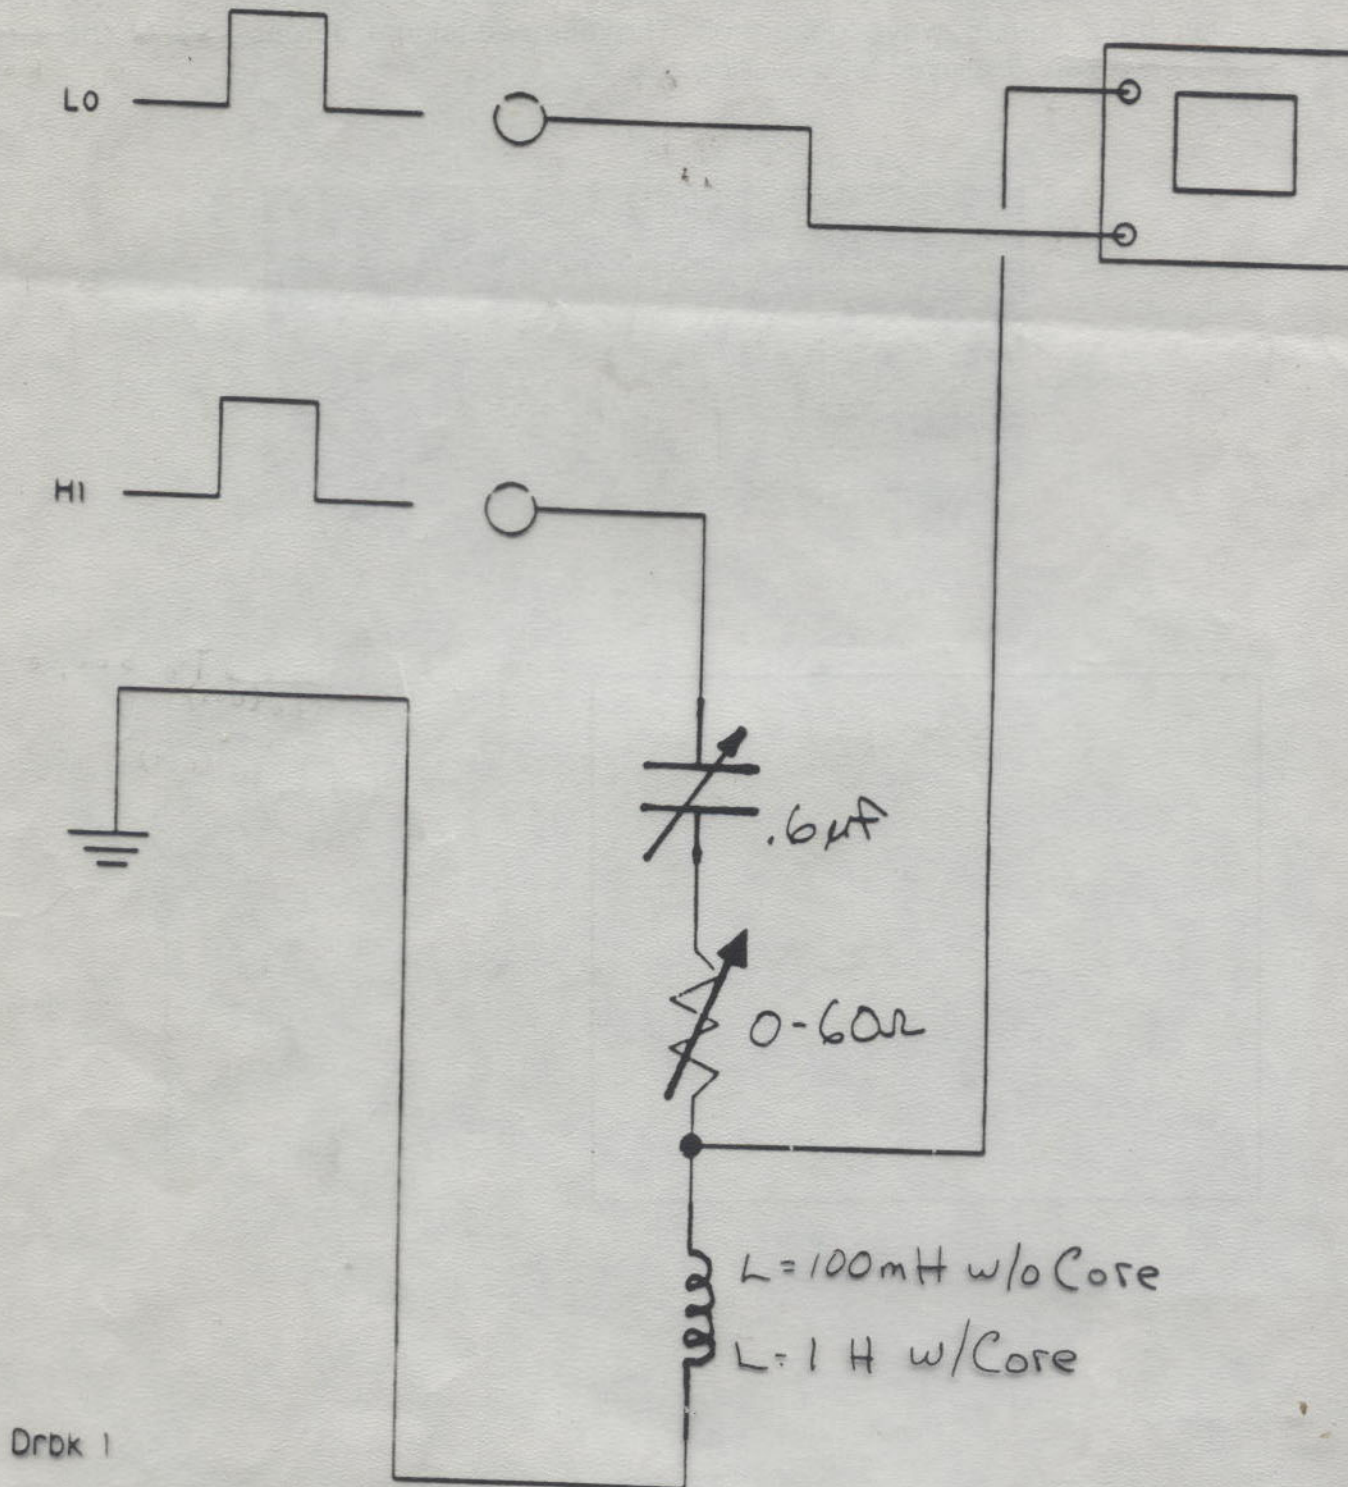 LO
HI
.6µf
0-60Ω
L=100mH w/o Core
L=1 H w/Core
Drbk 1